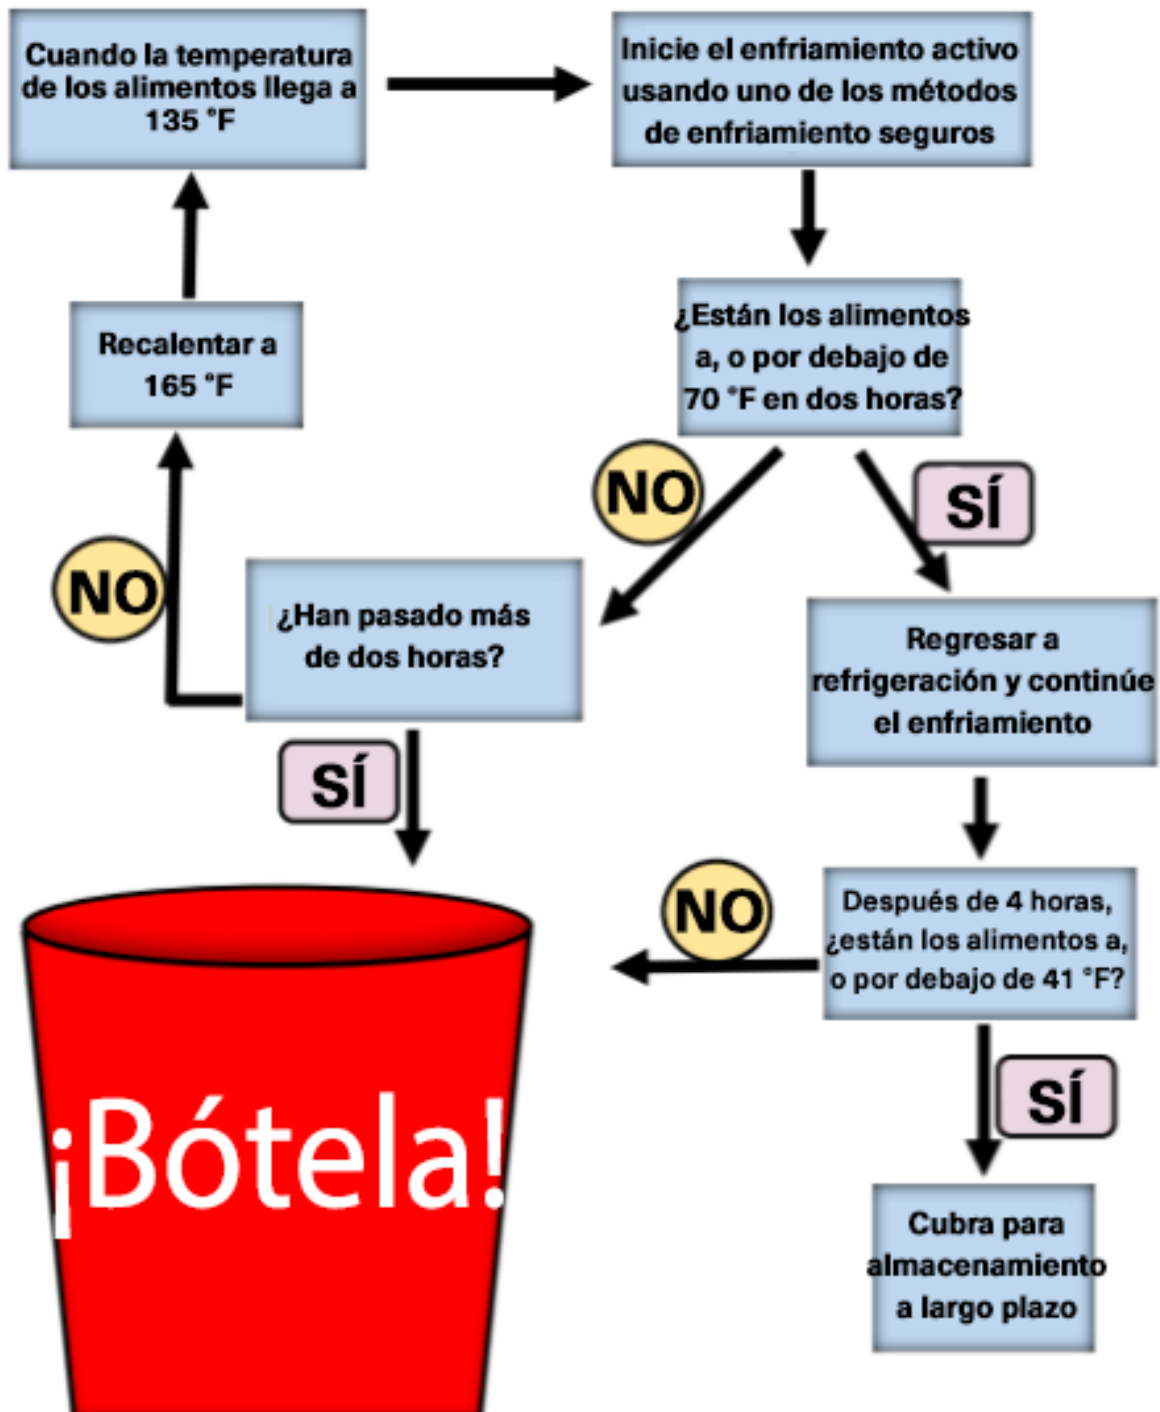 Cuando la temperatura
de los alimentos llega a
135 °F
Inicie el enfriamiento activo
usando uno de los métodos
de enfriamiento seguros
¿Están los alimentos
a, o por debajo de
70 °F en dos horas?
Recalentar a
165 °F
NO
SÍ
NO
¿Han pasado más
de dos horas?
Regresar a
refrigeración y continúe
el enfriamiento
SÍ
NO
Después de 4 horas,
¿están los alimentos a,
o por debajo de 41 °F?
SÍ
¡Bótela!
Cubra para
almacenamiento
a largo plazo